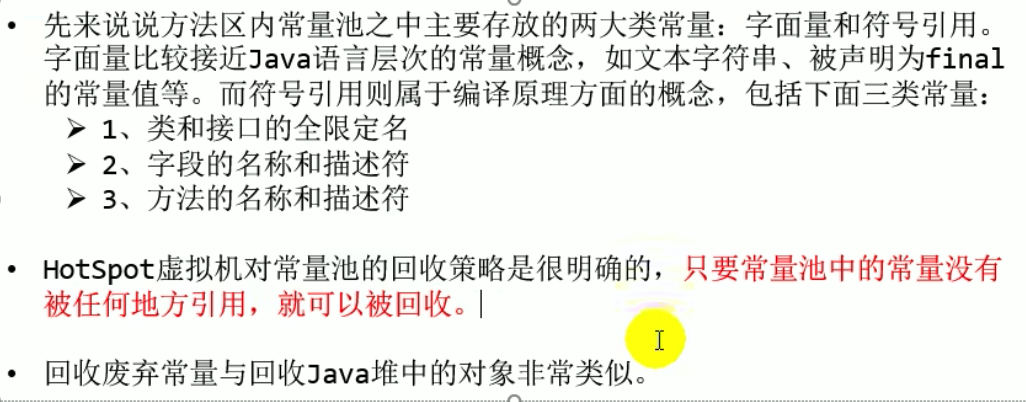 • 先来说说方法区内常量池之中主要存放的两大类常量：字面量和符号引用。
字面量比较接近Java语言层次的常量概念，如文本字符串、被声明为final
的常量值等。而符号引用则属于编译原理方面的概念，包括下面三类常量：
➢ 1、类和接口的全限定名
➢ 2、字段的名称和描述符
➢ 3、方法的名称和描述符
• HotSpot虚拟机对常量池的回收策略是很明确的，只要常量池中的常量没有
被任何地方引用，就可以被回收。
• 回收废弃常量与回收Java堆中的对象非常类似。